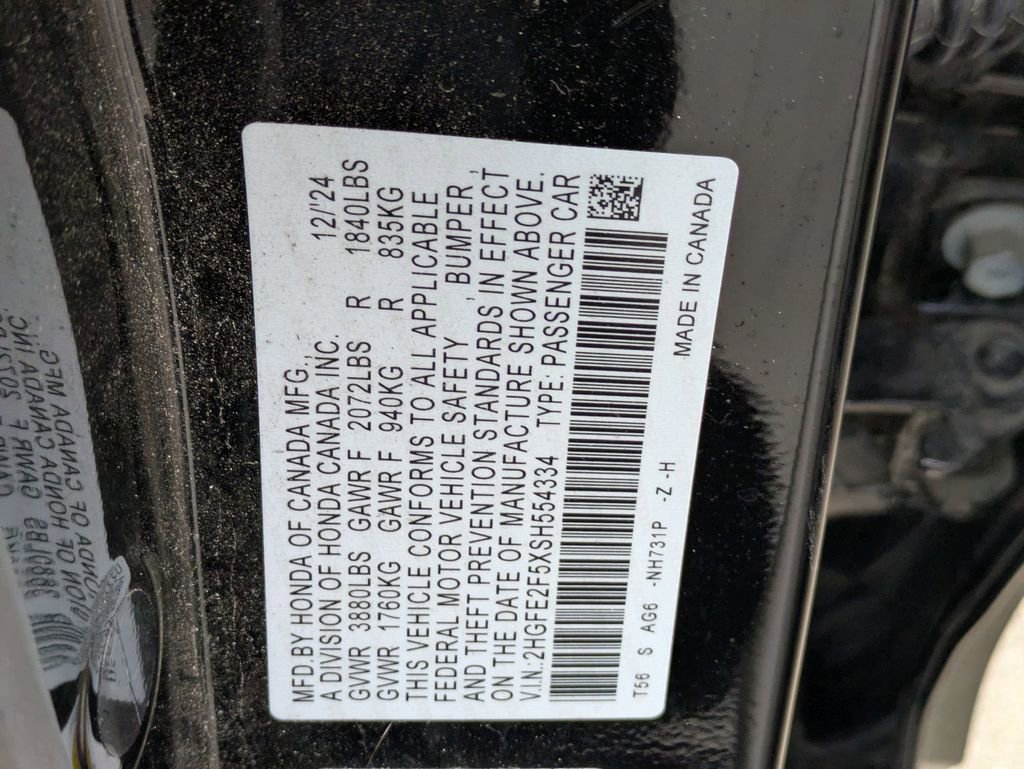 MFD.BY HONDA OF CANADA MFG., 12/'24
A DIVISION OF HONDA CANADA INC.
GVWR 3880LBS GAWR F 2072LBS R 1840LBS
GVWR 1760KG GAWR F 940KG R 835KG
THIS VEHICLE CONFORMS TO ALL APPLICABLE
FEDERAL MOTOR VEHICLE SAFETY , BUMPER ,
AND THEFT PREVENTION STANDARDS IN EFFECT
ON THE DATE OF MANUFACTURE SHOWN ABOVE.
V.I.N.:2HGFE2F5XSH554334 TYPE:PASSENGER CAR
T56 S AG6 -NH731P -Z -H MADE IN CANADA